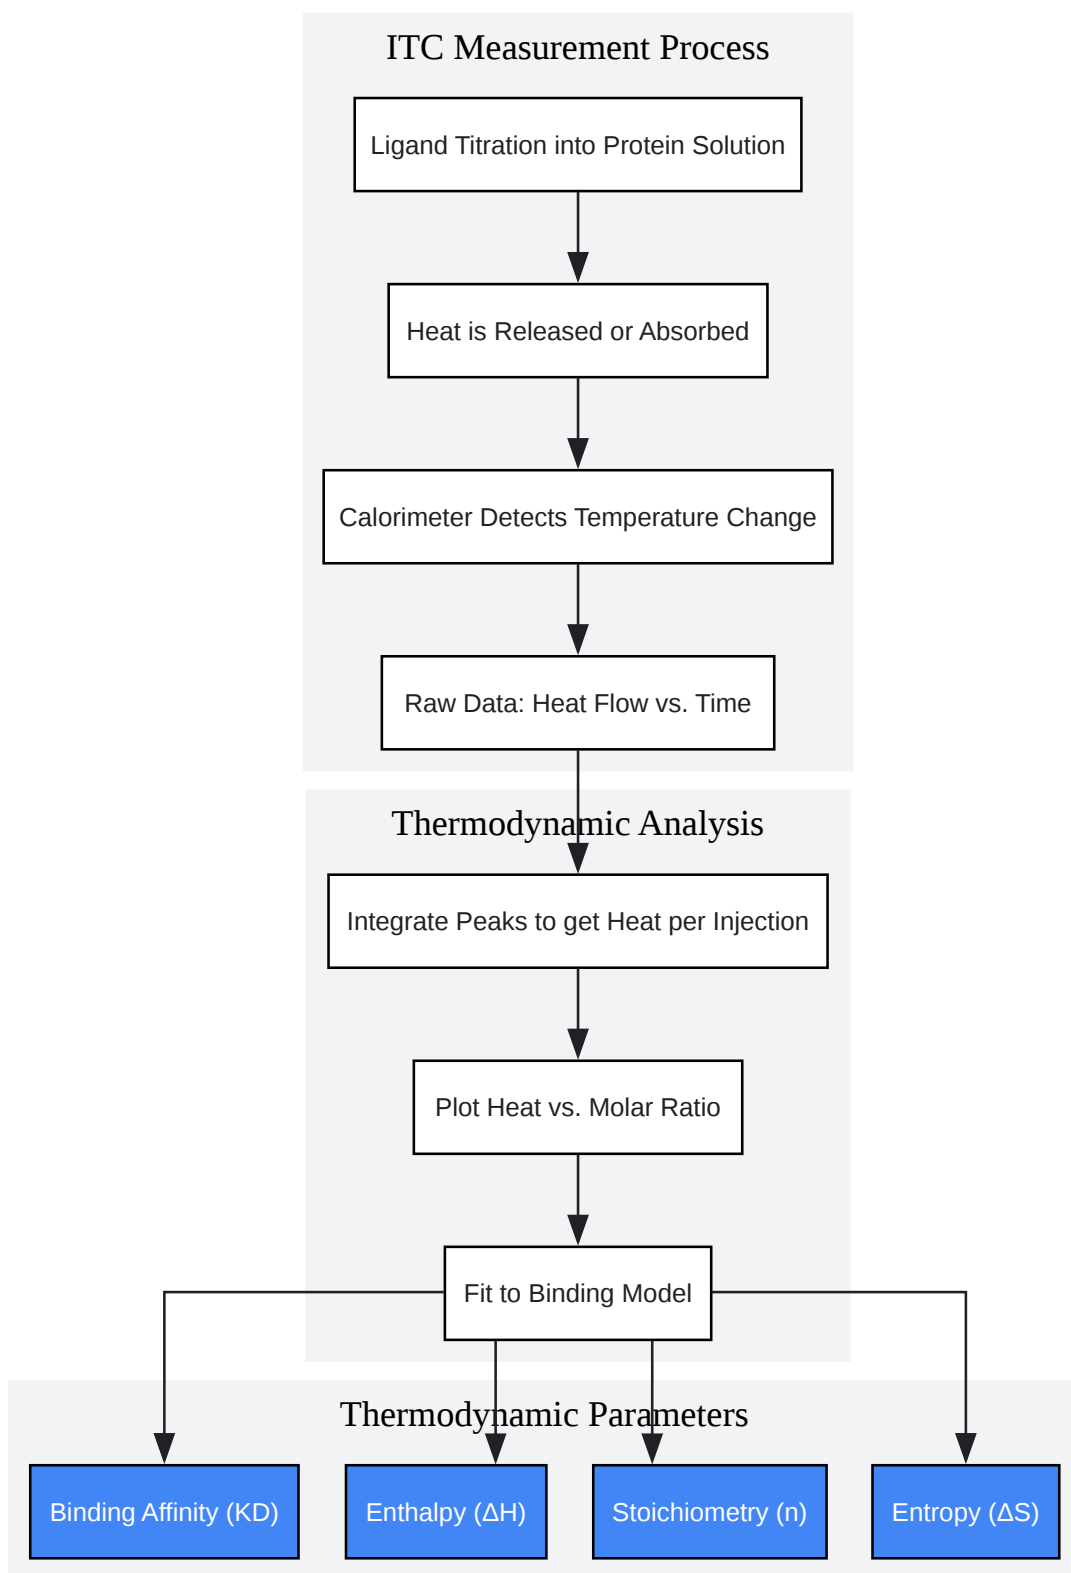 ITC Measurement Process
Ligand Titration into Protein Solution
Heat is Released or Absorbed
Calorimeter Detects Temperature Change
Raw Data: Heat Flow vs. Time
Thermodynamic Analysis
Integrate Peaks to get Heat per Injection
Plot Heat vs. Molar Ratio
Fit to Binding Model
Thermodynamic Parameters
Binding Affinity (KD)
Enthalpy (ΔH)
Stoichiometry (n)
Entropy (ΔS)